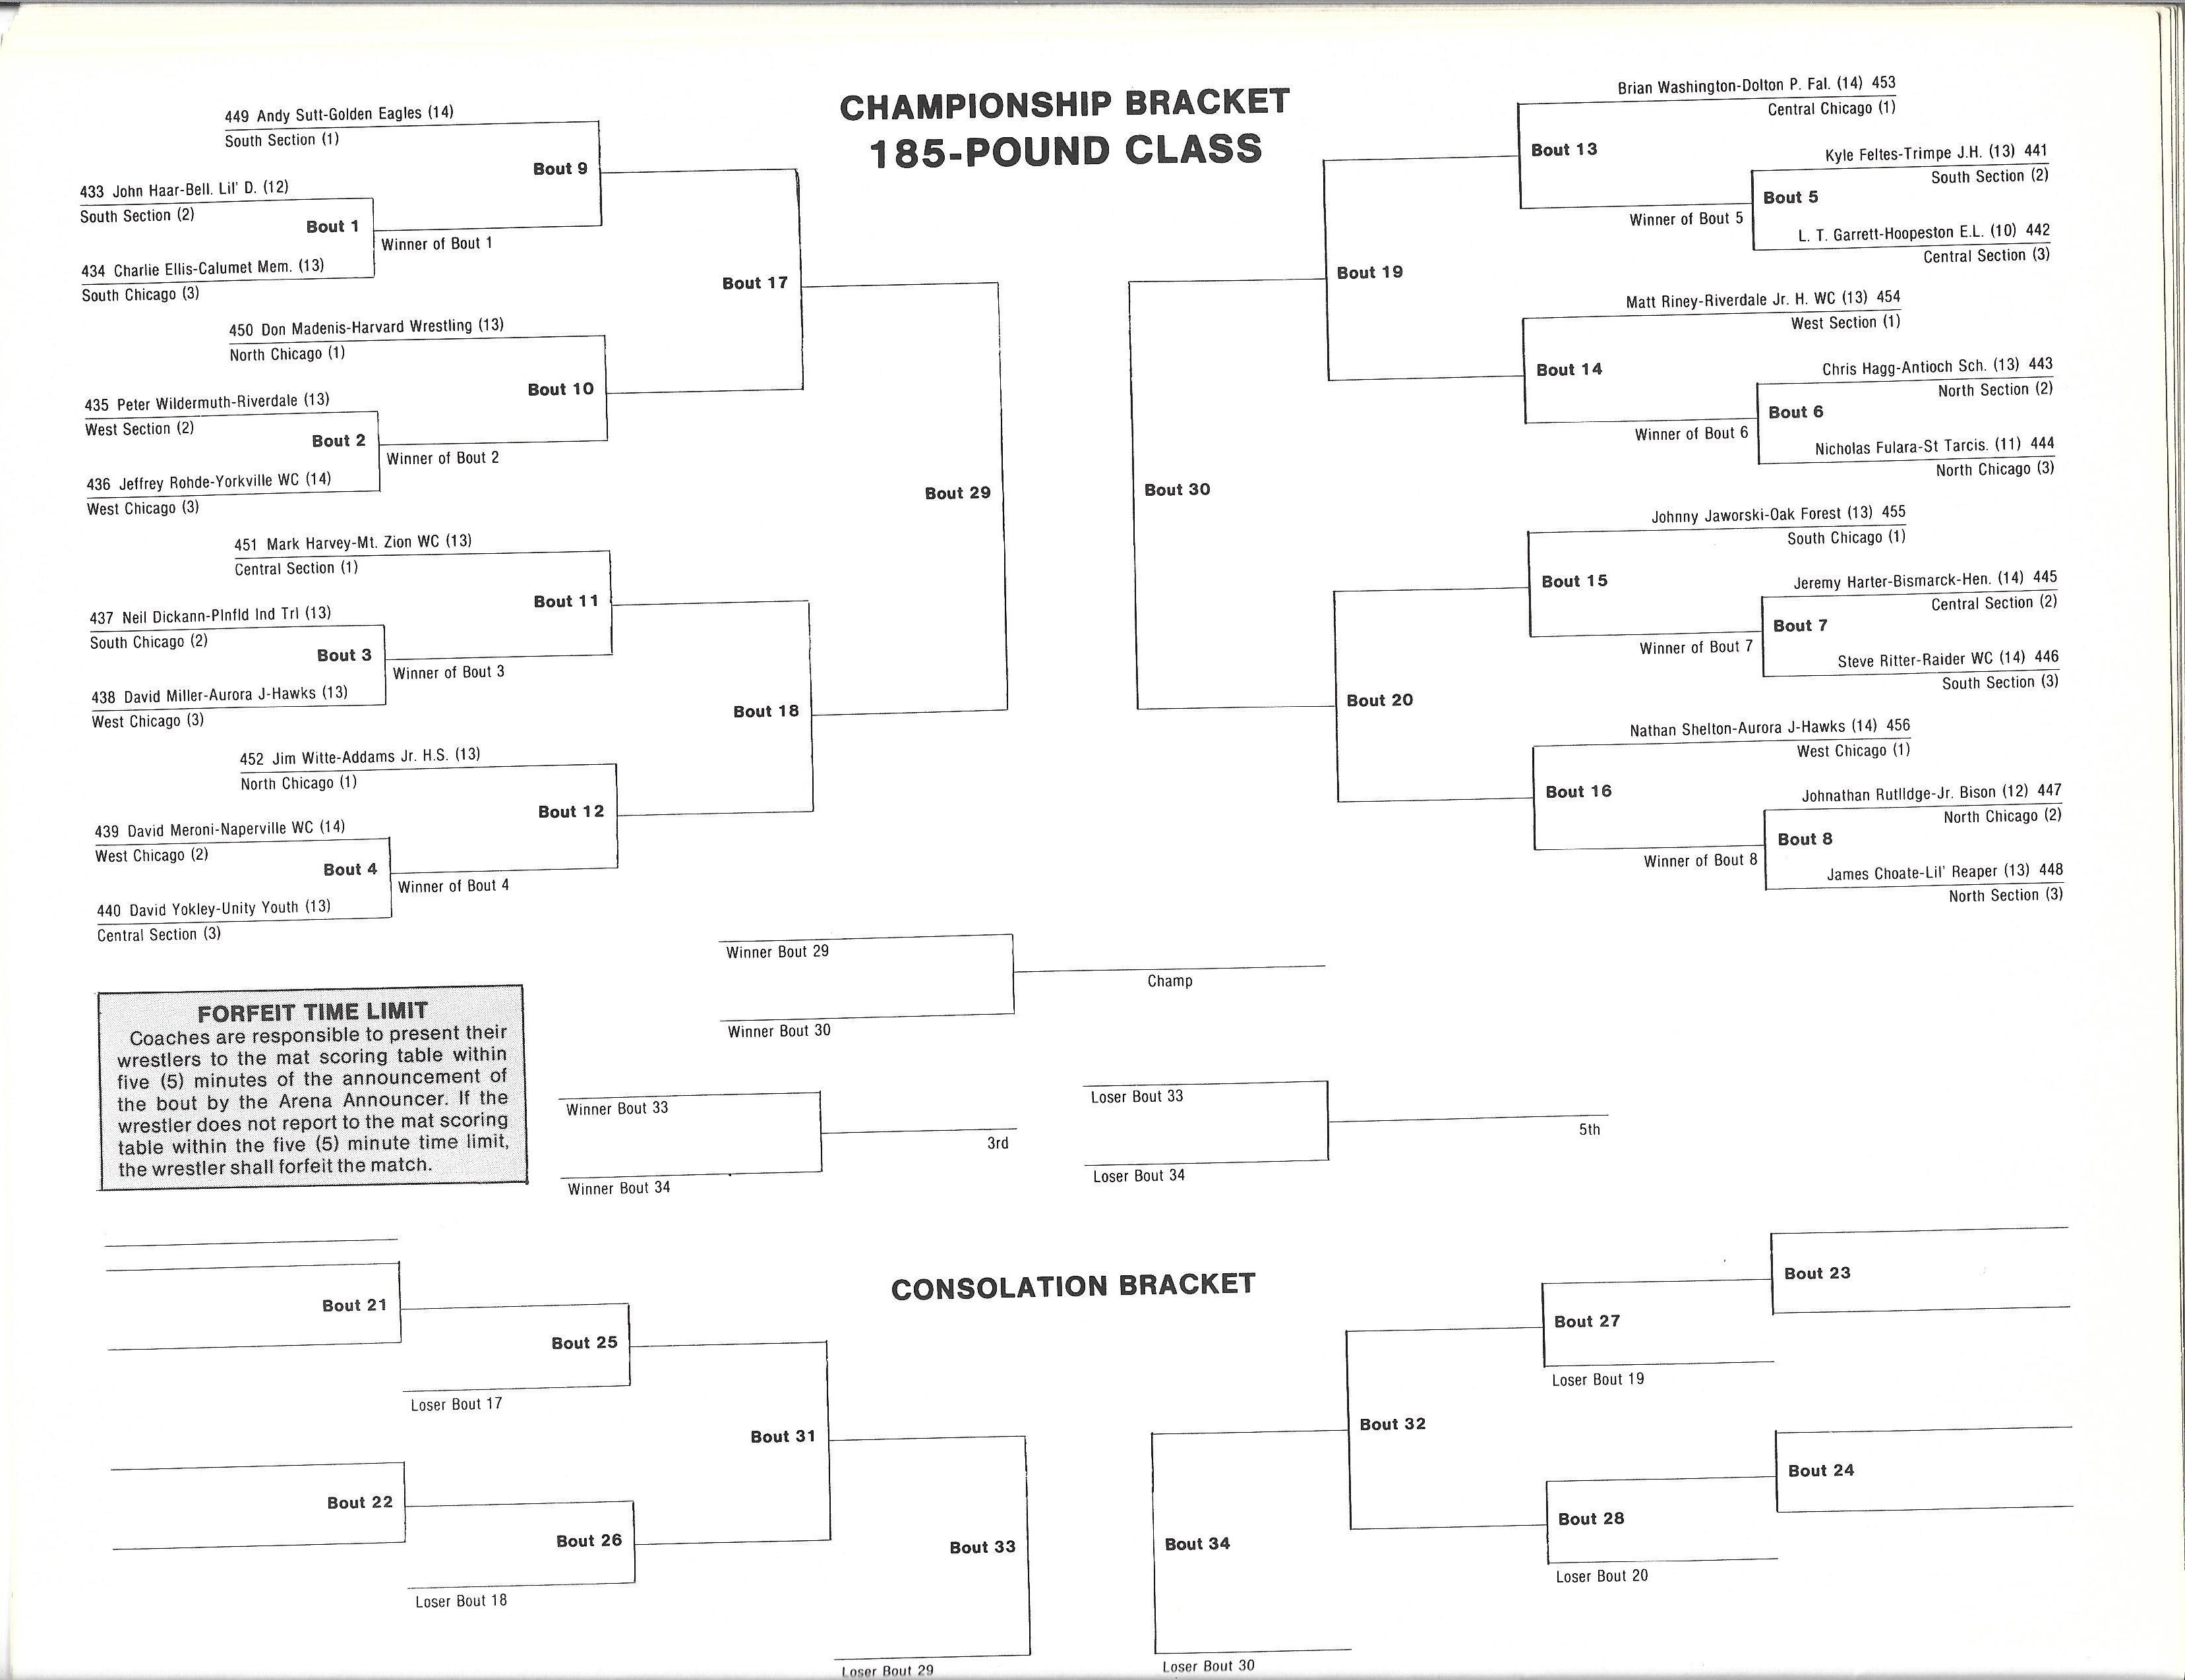 CHAMPIONSHIP BRACKET
185-POUND CLASS
449 Andy Sutt-Golden Eagles (14)
South Section (1)
Bout 9
433 John Haar-Bell. Lil' D. (12)
South Section (2)
Bout 1
Winner of Bout 1
434 Charlie Ellis-Calumet Mem. (13)
South Chicago (3)
Bout 17
450 Don Madenis-Harvard Wrestling (13)
North Chicago (1)
Bout 10
435 Peter Wildermuth-Riverdale (13)
West Section (2)
Bout 2
Winner of Bout 2
436 Jeffrey Rohde-Yorkville WC (14)
West Chicago (3)
Bout 29
451 Mark Harvey-Mt. Zion WC (13)
Central Section (1)
Bout 11
437 Neil Dickann-Plnfld Ind Trl (13)
South Chicago (2)
Bout 3
Winner of Bout 3
438 David Miller-Aurora J-Hawks (13)
West Chicago (3)
Bout 18
452 Jim Witte-Addams Jr. H.S. (13)
North Chicago (1)
Bout 12
439 David Meroni-Naperville WC (14)
West Chicago (2)
Bout 4
Winner of Bout 4
440 David Yokley-Unity Youth (13)
Central Section (3)
Brian Washington-Dolton P. Fal. (14) 453
Central Chicago (1)
Bout 13
Kyle Feltes-Trimpe J.H. (13) 441
South Section (2)
Bout 5
Winner of Bout 5
L. T. Garrett-Hoopeston E.L. (10) 442
Central Section (3)
Bout 19
Matt Riney-Riverdale Jr. H. WC (13) 454
West Section (1)
Bout 14
Chris Hagg-Antioch Sch. (13) 443
North Section (2)
Bout 6
Winner of Bout 6
Nicholas Fulara-St Tarcis. (11) 444
North Chicago (3)
Bout 30
Johnny Jaworski-Oak Forest (13) 455
South Chicago (1)
Bout 15
Jeremy Harter-Bismarck-Hen. (14) 445
Central Section (2)
Bout 7
Winner of Bout 7
Steve Ritter-Raider WC (14) 446
South Section (3)
Bout 20
Nathan Shelton-Aurora J-Hawks (14) 456
West Chicago (1)
Bout 16
Johnathan Rutlldge-Jr. Bison (12) 447
North Chicago (2)
Bout 8
Winner of Bout 8
James Choate-Lil' Reaper (13) 448
North Section (3)
Winner Bout 29
Champ
Winner Bout 30
FORFEIT TIME LIMIT
Coaches are responsible to present their
wrestlers to the mat scoring table within
five (5) minutes of the announcement of
the bout by the Arena Announcer. If the
wrestler does not report to the mat scoring
table within the five (5) minute time limit,
the wrestler shall forfeit the match.
Winner Bout 33
3rd
Winner Bout 34
Loser Bout 33
5th
Loser Bout 34
CONSOLATION BRACKET
Bout 21
Bout 25
Loser Bout 17
Bout 31
Bout 22
Bout 26
Loser Bout 18
Bout 33
Loser Bout 29
Bout 23
Bout 27
Loser Bout 19
Bout 32
Bout 24
Bout 28
Loser Bout 20
Bout 34
Loser Bout 30